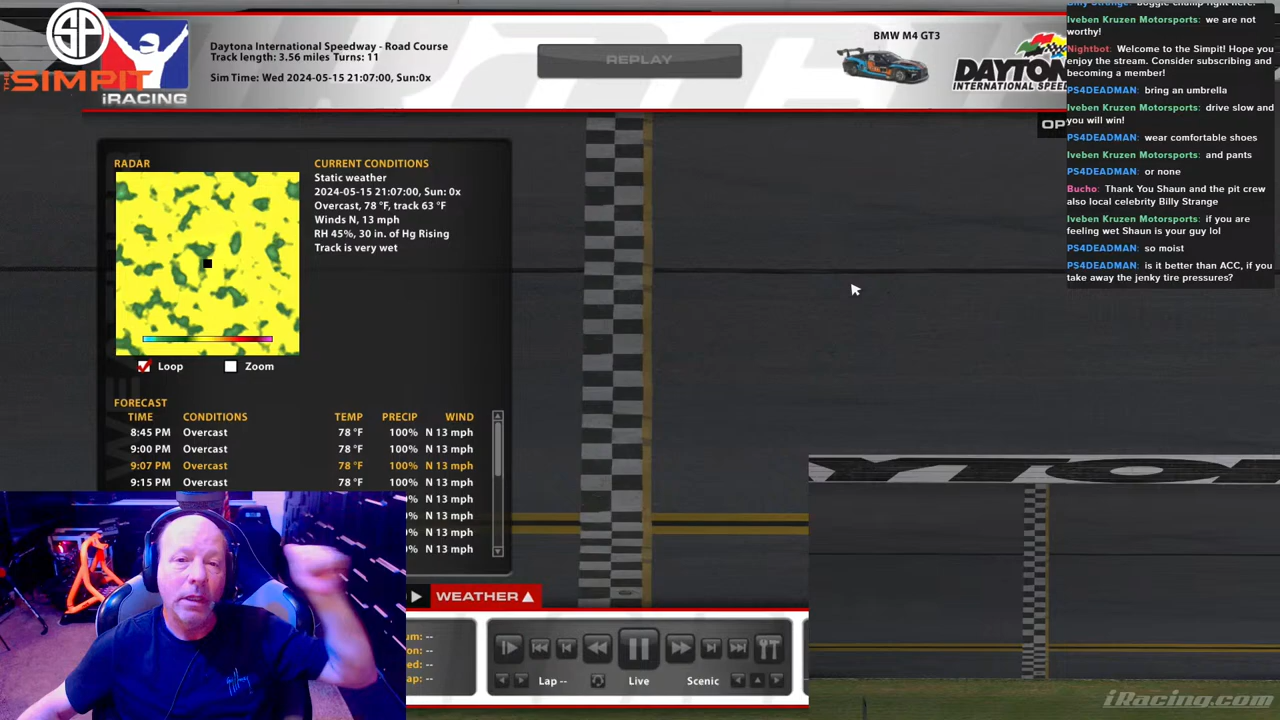 SP
THE SIMPIT
iRACING
Daytona International Speedway - Road Course
Track length: 3.56 miles Turns: 11
Sim Time: Wed 2024-05-15 21:07:00, Sun:0x
REPLAY
BMW M4 GT3
DAYTON
INTERNATIONAL SPEED
OP
RADAR
Loop
Zoom
CURRENT CONDITIONS
Static weather
2024-05-15 21:07:00, Sun: 0x
Overcast, 78 °F, track 63 °F
Winds N, 13 mph
RH 45%, 30 in. of Hg Rising
Track is very wet
FORECAST
TIME CONDITIONS TEMP PRECIP WIND
8:45 PM Overcast 78 °F 100% N 13 mph
9:00 PM Overcast 78 °F 100% N 13 mph
9:07 PM Overcast 78 °F 100% N 13 mph
9:15 PM Overcast 78 °F 100% N 13 mph
N 13 mph
N 13 mph
N 13 mph
N 13 mph
WEATHER
um: --
on: --
ed: --
ap: --
Lap --
Live
Scenic
Iveben Kruzen Motorsports: we are not
worthy!
Nightbot: Welcome to the Simpit! Hope you
enjoy the stream. Consider subscribing and
becoming a member!
PS4DEADMAN: bring an umbrella
Iveben Kruzen Motorsports: drive slow and
you will win!
PS4DEADMAN: wear comfortable shoes
Iveben Kruzen Motorsports: and pants
PS4DEADMAN: or none
Bucho: Thank You Shaun and the pit crew
also local celebrity Billy Strange
Iveben Kruzen Motorsports: if you are
feeling wet Shaun is your guy lol
PS4DEADMAN: so moist
PS4DEADMAN: is it better than ACC, if you
take away the jenky tire pressures?
YTO
iRacing.com